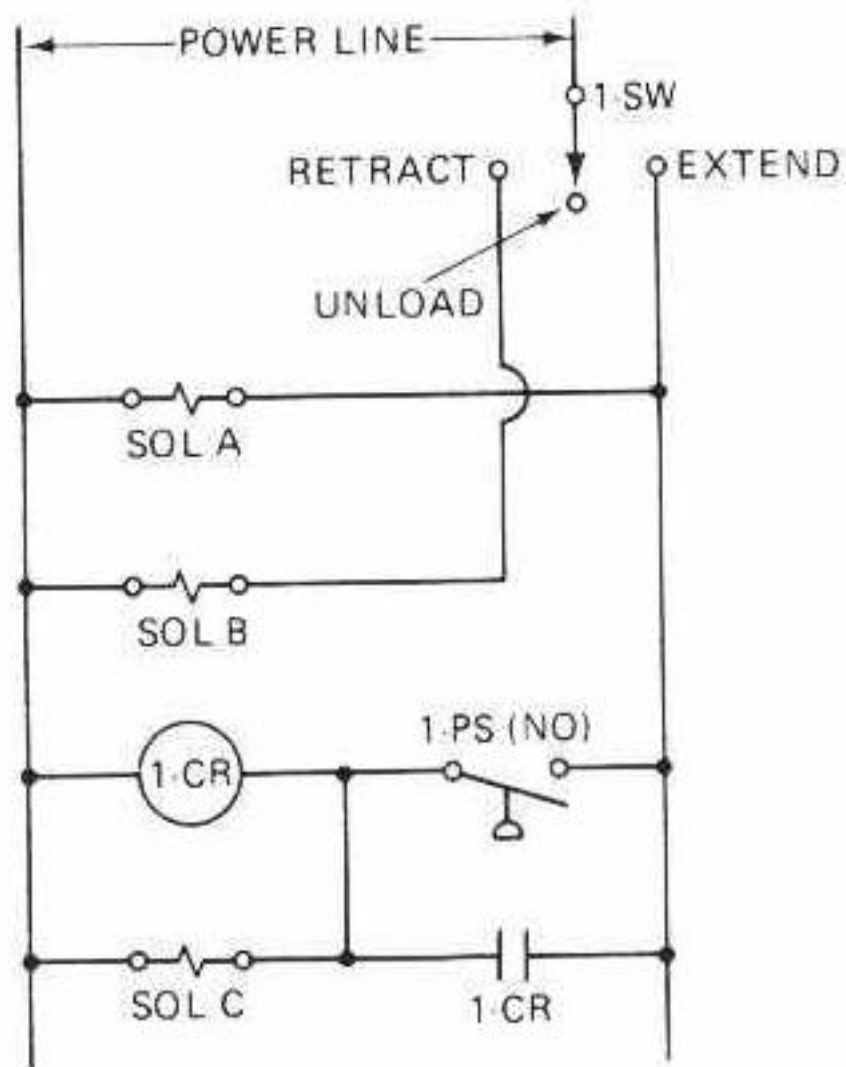 POWER LINE
1·SW
RETRACT
EXTEND
UNLOAD
SOL A
SOL B
1·PS (NO)
1·CR
SOL C
1·CR